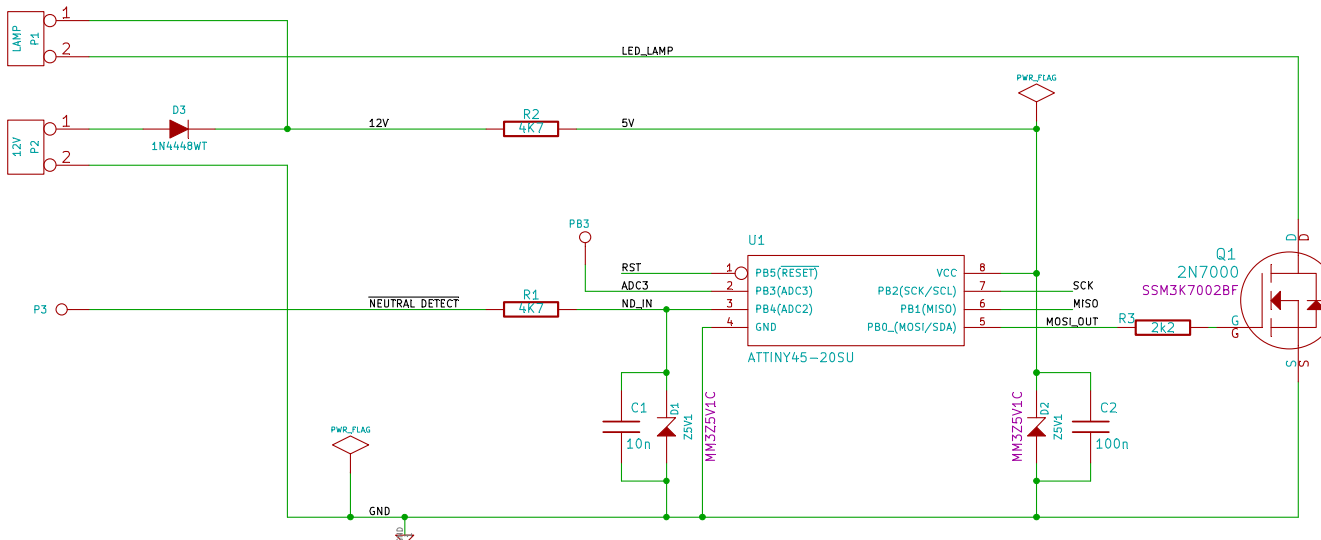 LAMP
P1
1
2
LED_LAMP
PWR_FLAG
12V
P2
1
2
D3
1N4448WT
12V
R2
4K7
5V
PB3
U1
RST
1
PB5(RESET)
VCC
8
ADC3
2
PB3(ADC3)
PB2(SCK/SCL)
7
SCK
P3
NEUTRAL DETECT
R1
4K7
ND_IN
3
PB4(ADC2)
PB1(MISO)
6
MISO
4
GND
PB0_(MOSI/SDA)
5
MOSI_OUT
R3
2k2
ATTINY45-20SU
Q1
2N7000
SSM3K7002BF
D
D
G
G
S
S
C1
10n
D1
Z5V1
MM3Z5V1C
MM3Z5V1C
D2
Z5V1
C2
100n
PWR_FLAG
GND